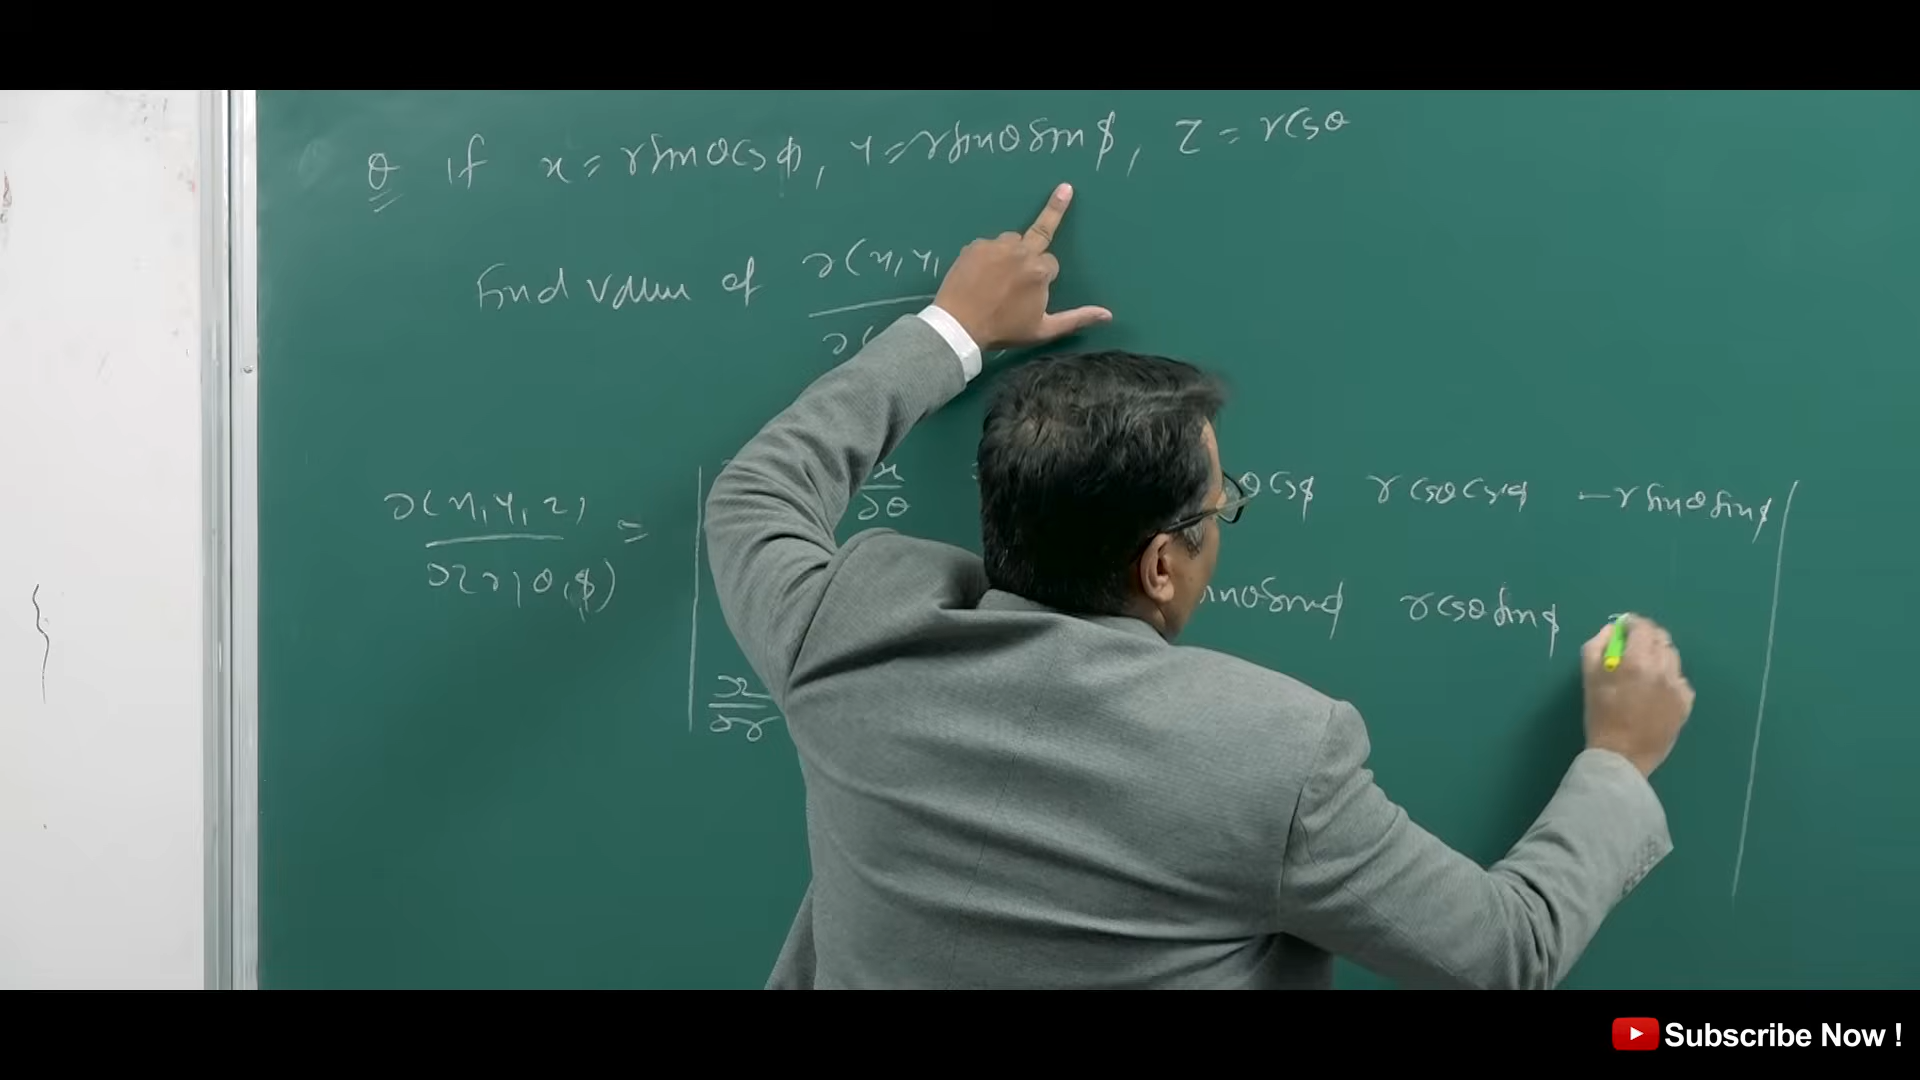 Q If x = r sinθ cosφ, y = r sinθ sinφ, z = r cosθ
Find value of ∂(x, y,
∂(
∂(x, y, z) / ∂(r, θ, φ) = ∂x/∂θ θ cosφ r cosθ cosφ -r sinθ sinφ
sinθ sinφ r cosθ sinφ
∂z/∂r
Subscribe Now !